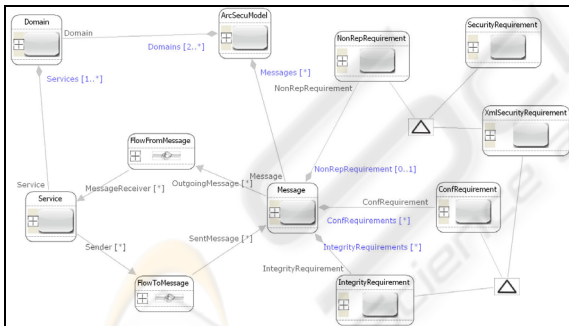 Domain
ArcSecuModel
NonRepRequirement
SecurityRequirement
Domain
Domains [2..*]
Services [1..*]
Messages [*]
NonRepRequirement
XmlSecurityRequirement
FlowFromMessage
Message
NonRepRequirement [0..1]
Service
MessageReceiver [*]
OutgoingMessage [*]
Service
Message
ConfRequirement
ConfRequirement
ConfRequirements [*]
Sender [*]
SentMessage [*]
IntegrityRequirements [*]
IntegrityRequirement
FlowToMessage
IntegrityRequirement